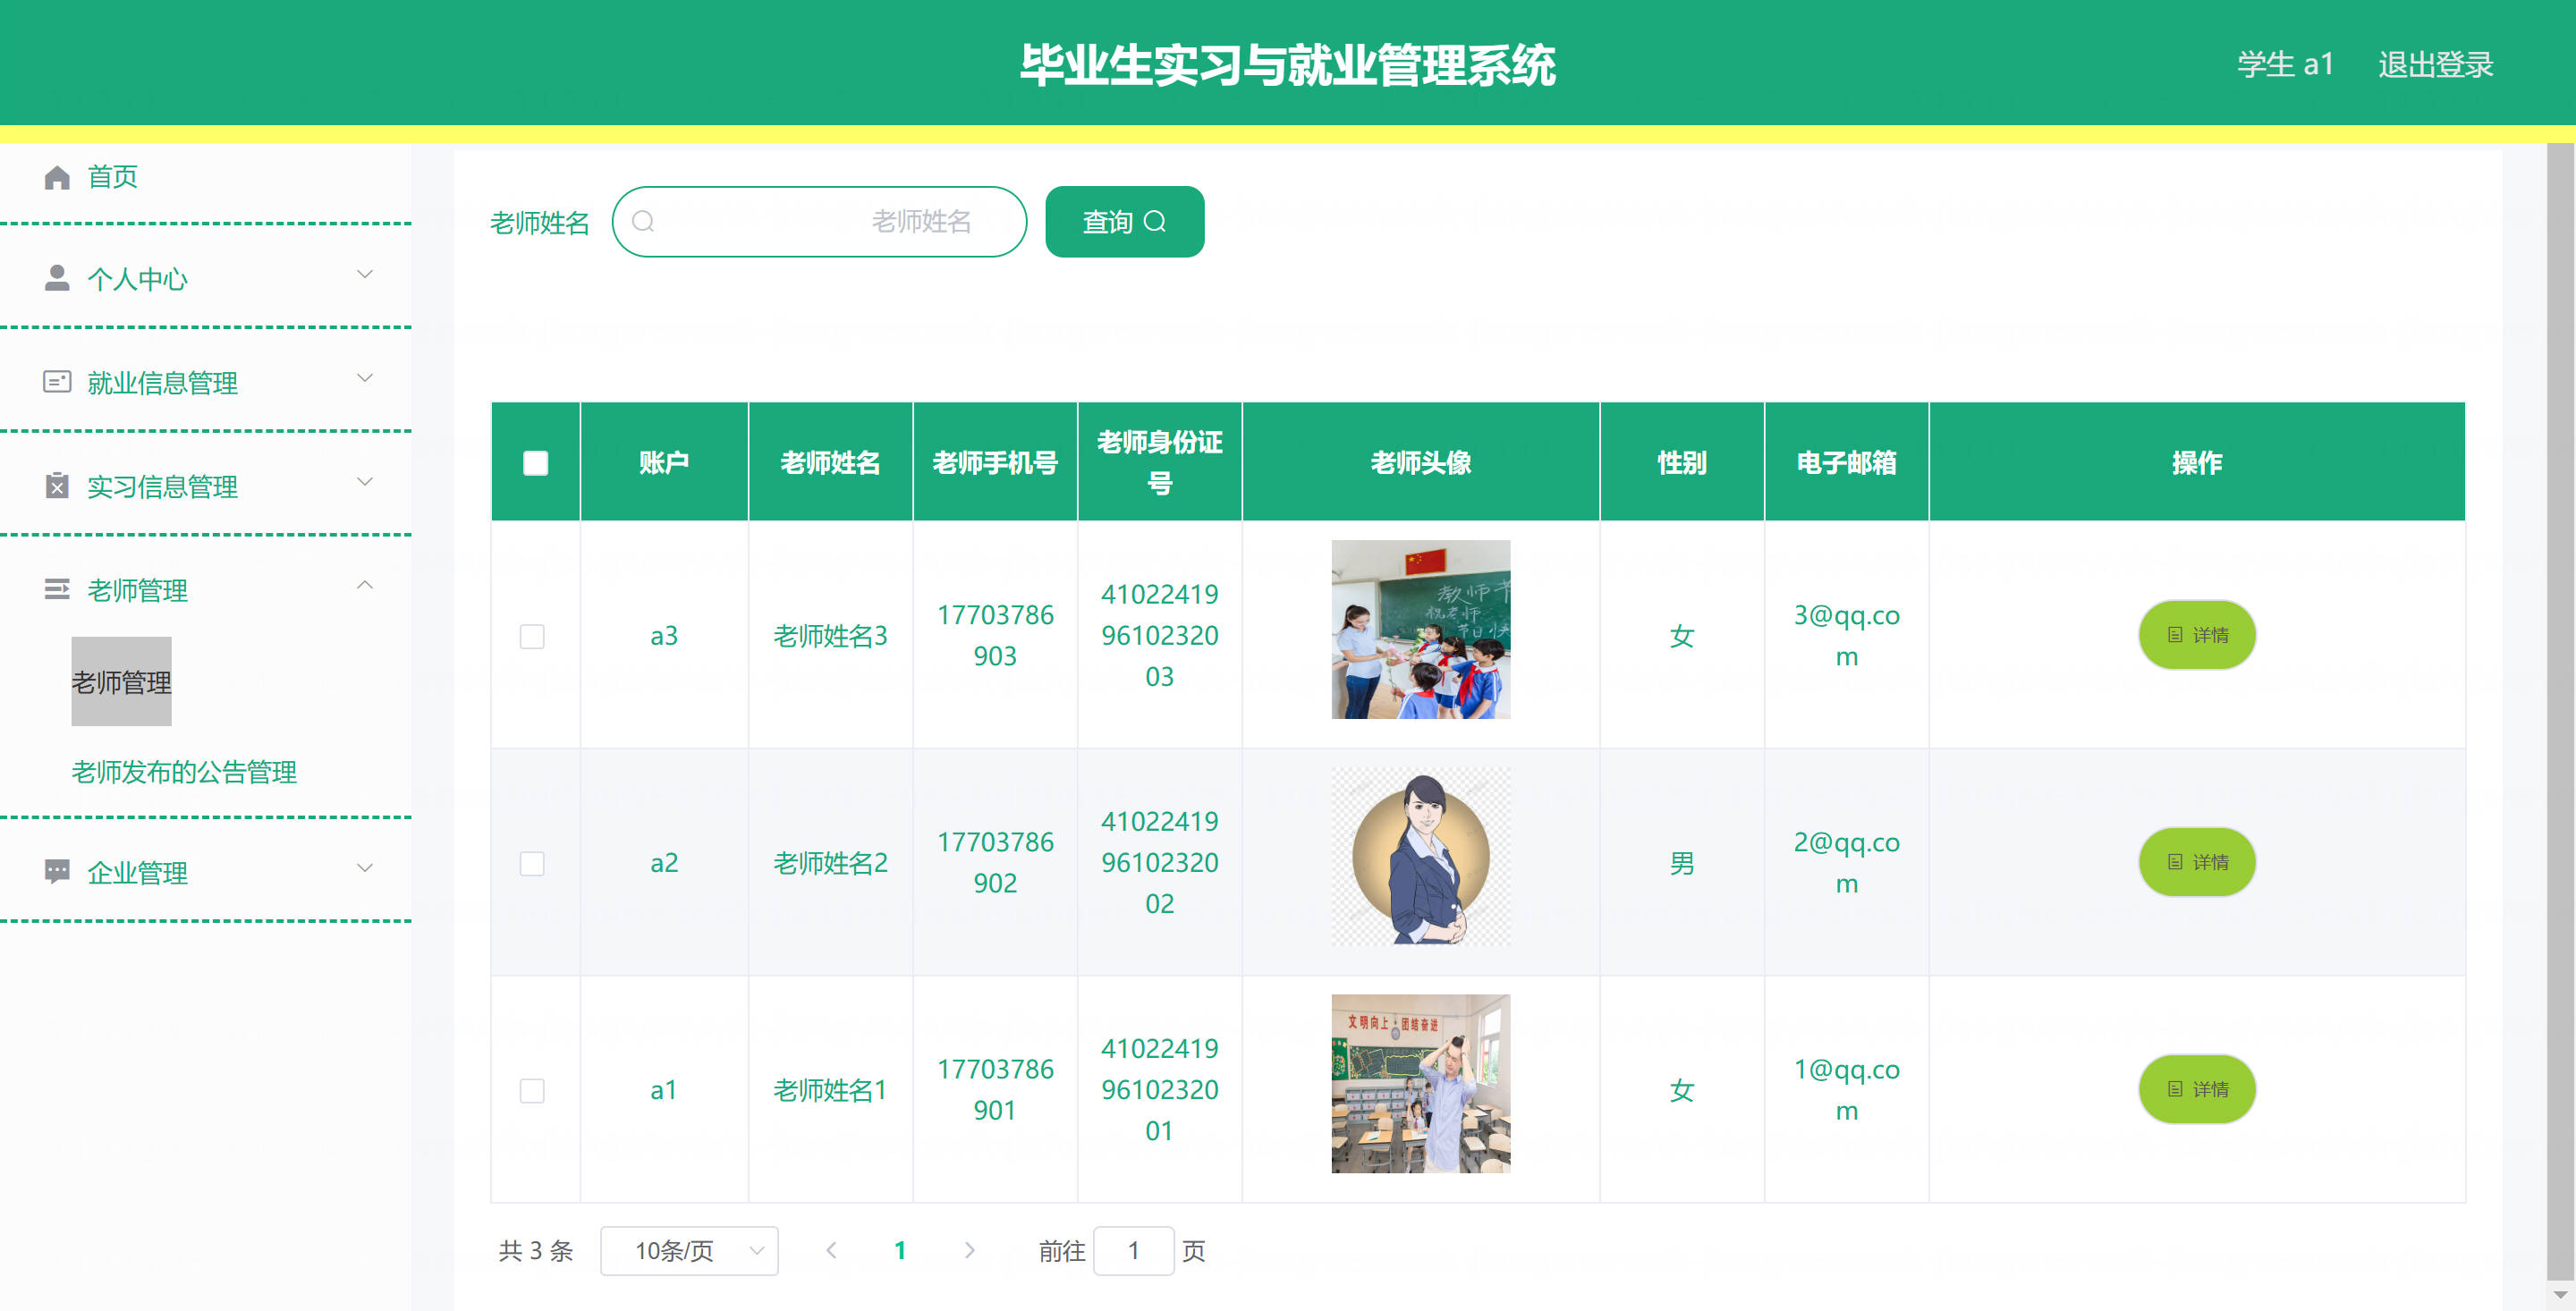 毕业生实习与就业管理系统
学生 a1 退出登录
首页
个人中心
就业信息管理
实习信息管理
老师管理
老师管理
老师发布的公告管理
企业管理
老师姓名 老师姓名 查询
账户 老师姓名 老师手机号 老师身份证号 老师头像 性别 电子邮箱 操作
a3 老师姓名3 17703786903 410224199610232003 女 3@qq.com 详情
教师节
祝老师
节日快
a2 老师姓名2 17703786902 410224199610232002 男 2@qq.com 详情
a1 老师姓名1 17703786901 410224199610232001 女 1@qq.com 详情
文明向上 团结奋进
共 3 条 10条/页 1 前往 1 页